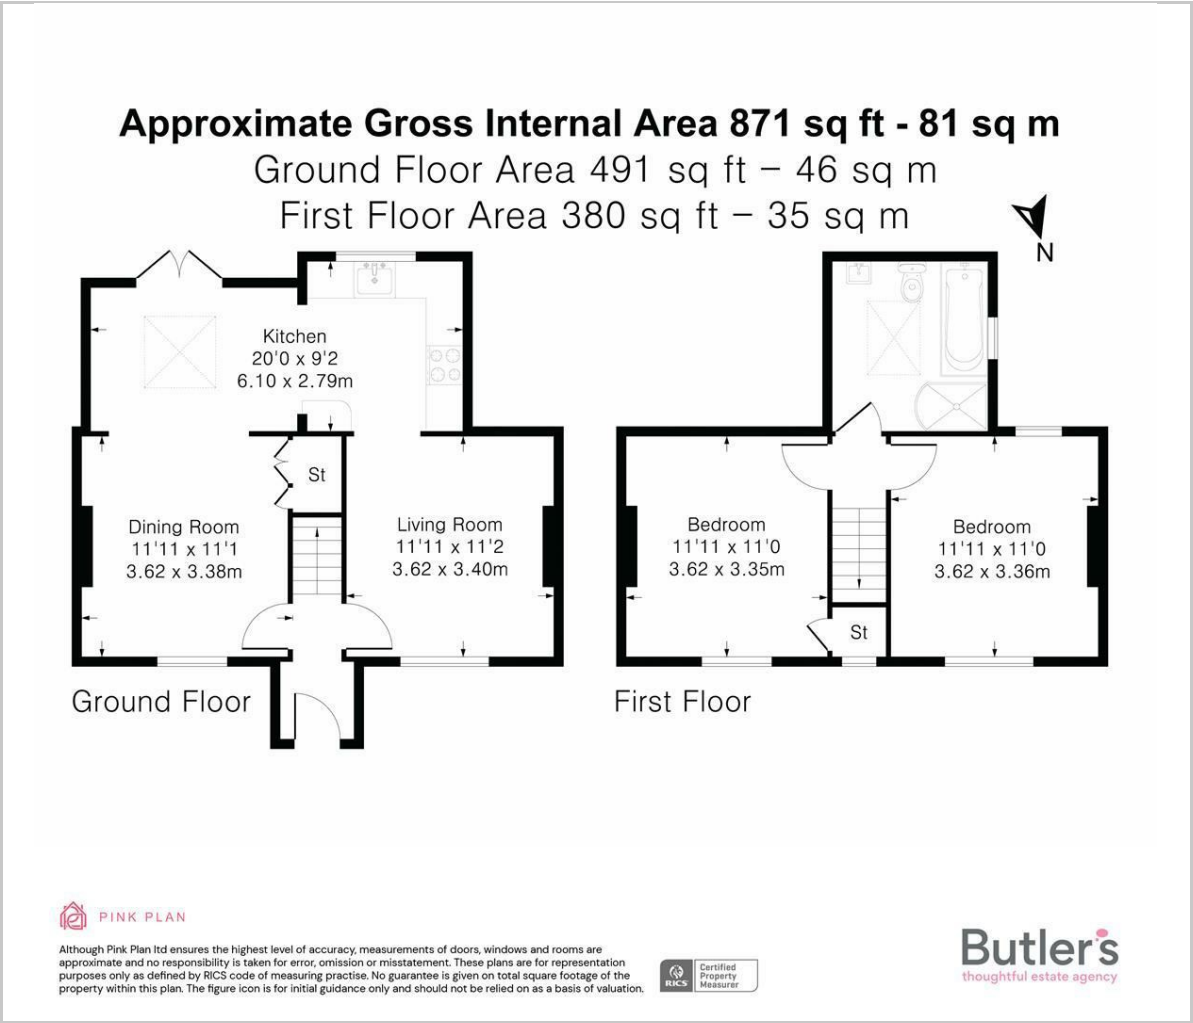 Approximate Gross Internal Area 871 sq ft - 81 sq m
Ground Floor Area 491 sq ft – 46 sq m
First Floor Area 380 sq ft – 35 sq m
N
Kitchen
20'0 x 9'2
6.10 x 2.79m
St
Dining Room
11'11 x 11'1
3.62 x 3.38m
Living Room
11'11 x 11'2
3.62 x 3.40m
Ground Floor
Bedroom
11'11 x 11'0
3.62 x 3.35m
Bedroom
11'11 x 11'0
3.62 x 3.36m
St
First Floor
PINK PLAN
Although Pink Plan ltd ensures the highest level of accuracy, measurements of doors, windows and rooms are
approximate and no responsibility is taken for error, omission or misstatement. These plans are for representation
purposes only as defined by RICS code of measuring practise. No guarantee is given on total square footage of the
property within this plan. The figure icon is for initial guidance only and should not be relied on as a basis of valuation.
RICS
Certified
Property
Measurer
Butler's
thoughtful estate agency